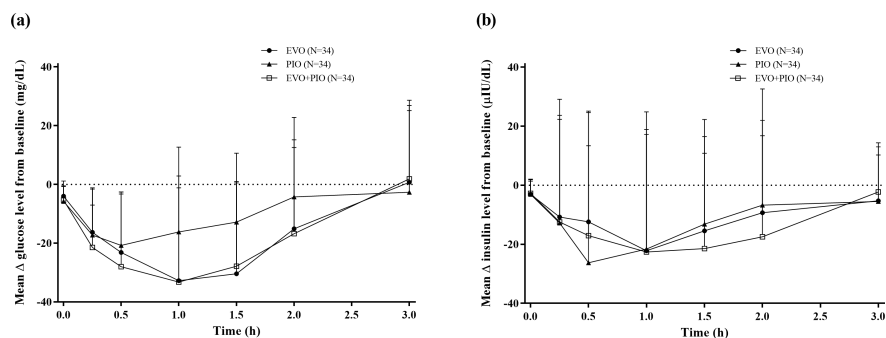 (a)
Mean Δ glucose level from baseline (mg/dL)
EVO (N=34)
PIO (N=34)
EVO+PIO (N=34)
40
20
0
-20
-40
0.0 0.5 1.0 1.5 2.0 2.5 3.0
Time (h)
(b)
Mean Δ insulin level from baseline (μIU/dL)
EVO (N=34)
PIO (N=34)
EVO+PIO (N=34)
40
20
0
-20
-40
0.0 0.5 1.0 1.5 2.0 2.5 3.0
Time (h)